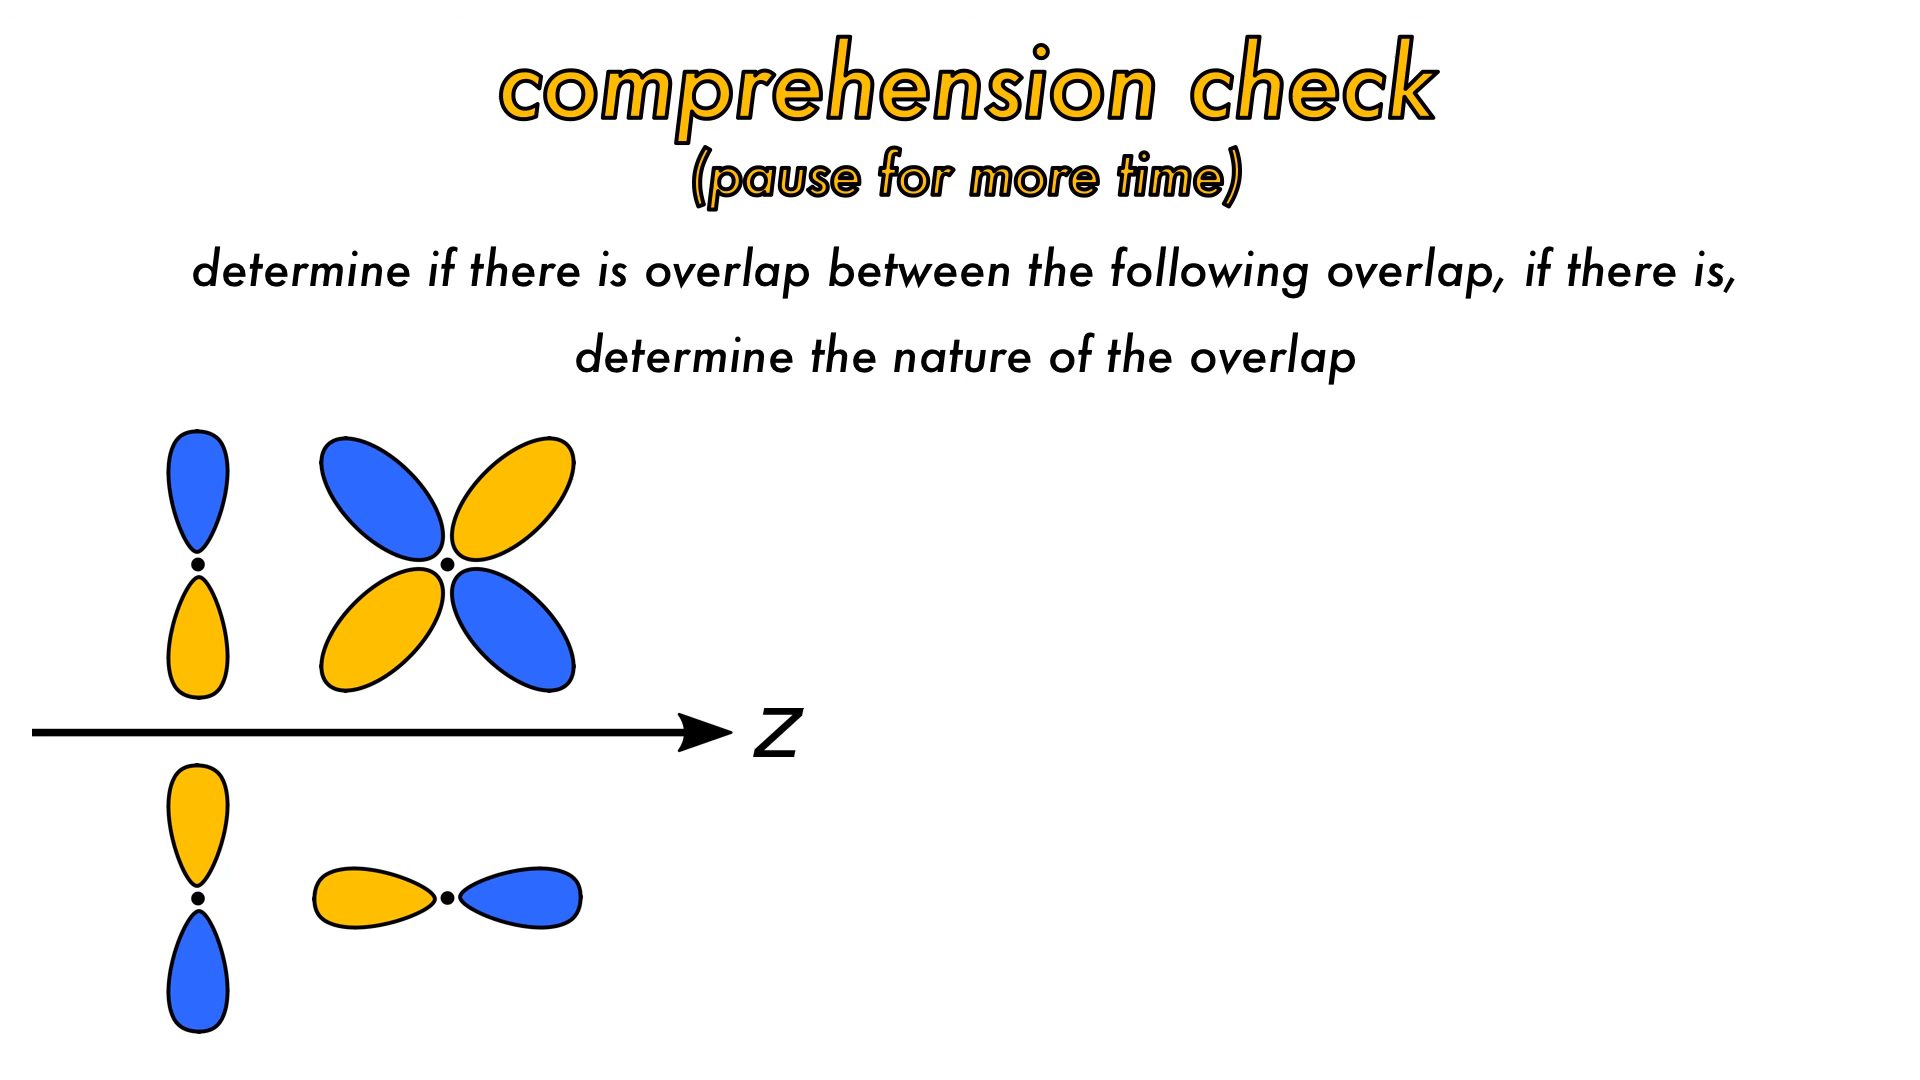 comprehension check
(pause for more time)
determine if there is overlap between the following overlap, if there is,
determine the nature of the overlap
z